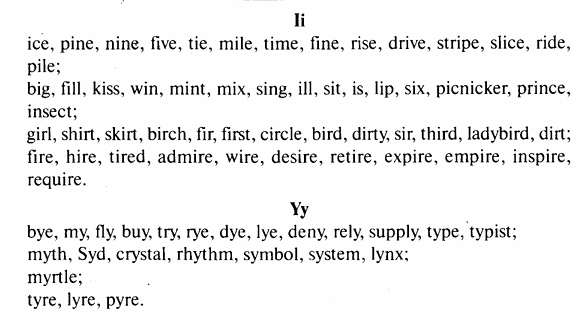 Ii
ice, pine, nine, five, tie, mile, time, fine, rise, drive, stripe, slice, ride,
pile;
big, fill, kiss, win, mint, mix, sing, ill, sit, is, lip, six, picnicker, prince,
insect;
girl, shirt, skirt, birch, fir, first, circle, bird, dirty, sir, third, ladybird, dirt;
fire, hire, tired, admire, wire, desire, retire, expire, empire, inspire,
require.
Yy
bye, my, fly, buy, try, rye, dye, lye, deny, rely, supply, type, typist;
myth, Syd, crystal, rhythm, symbol, system, lynx;
myrtle;
tyre, lyre, pyre.